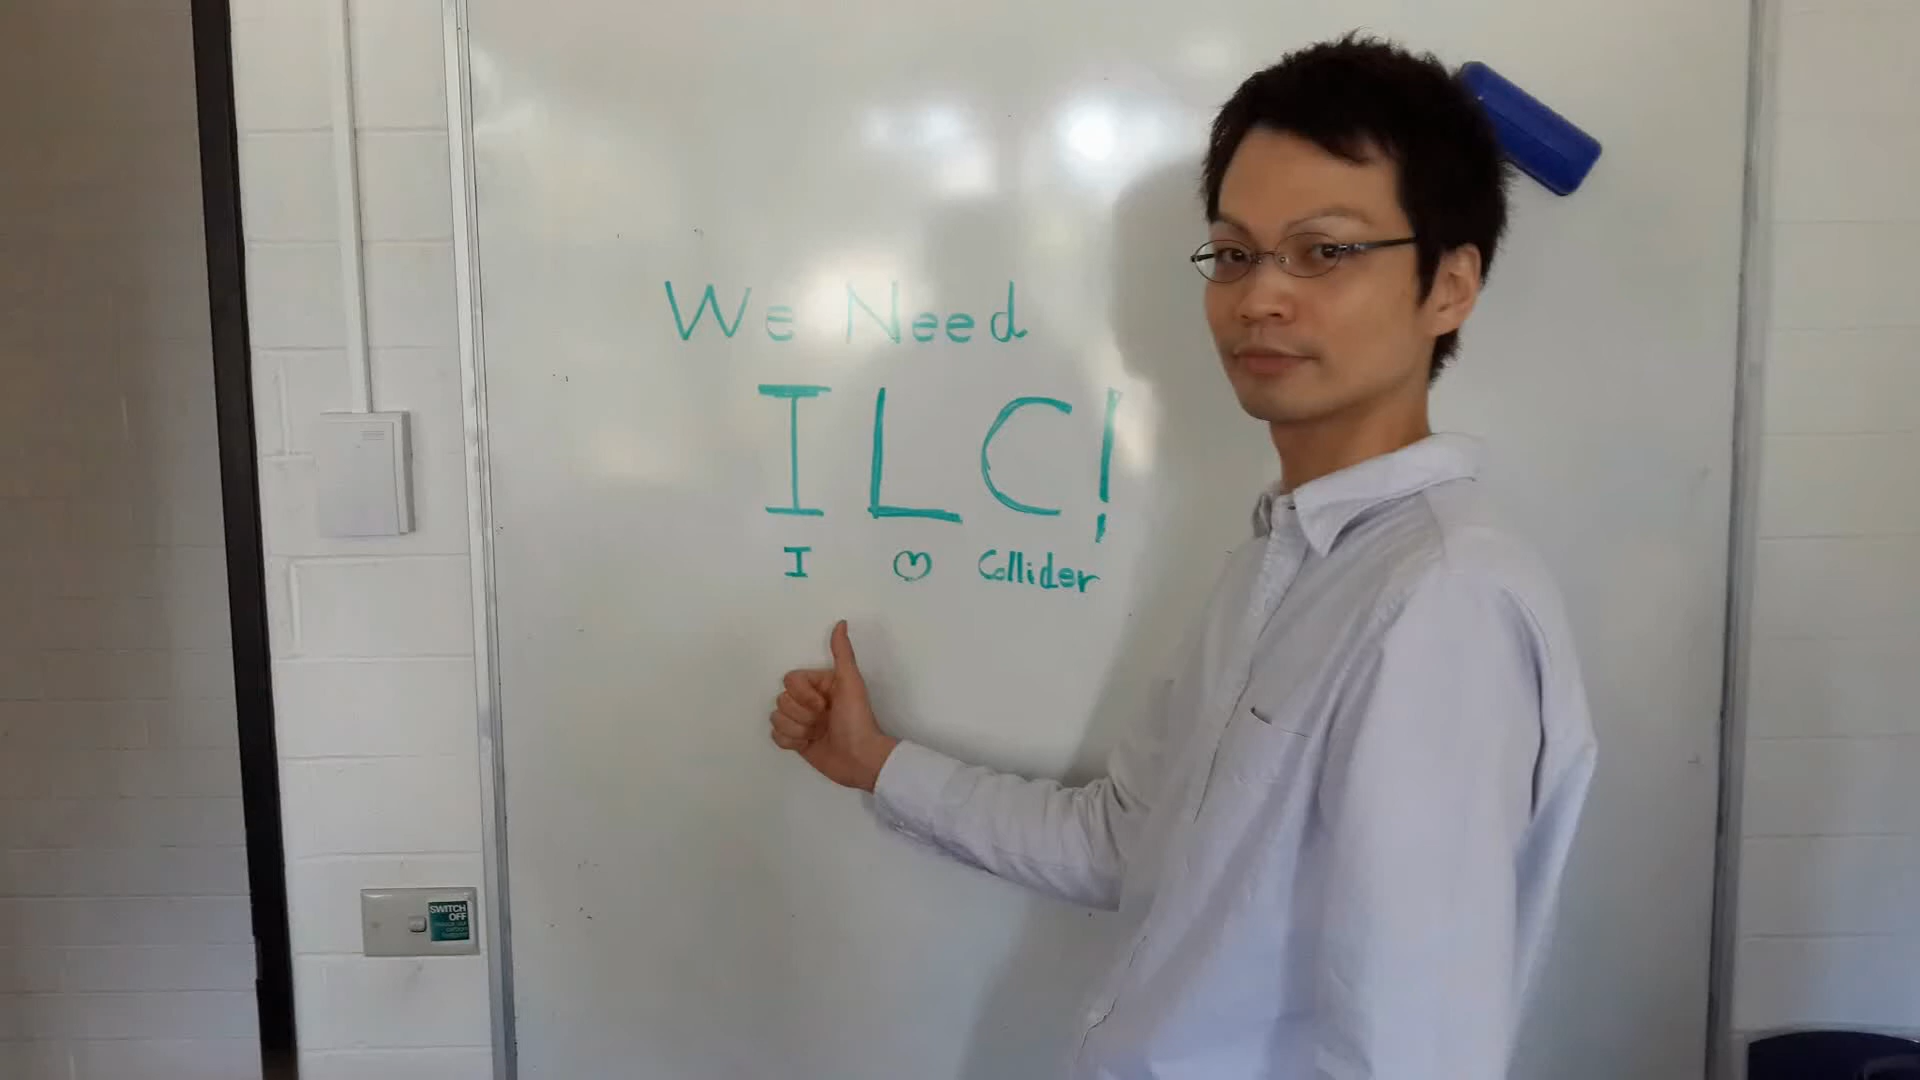 We Need
ILC!
I ♡ Collider
SWITCH
OFF